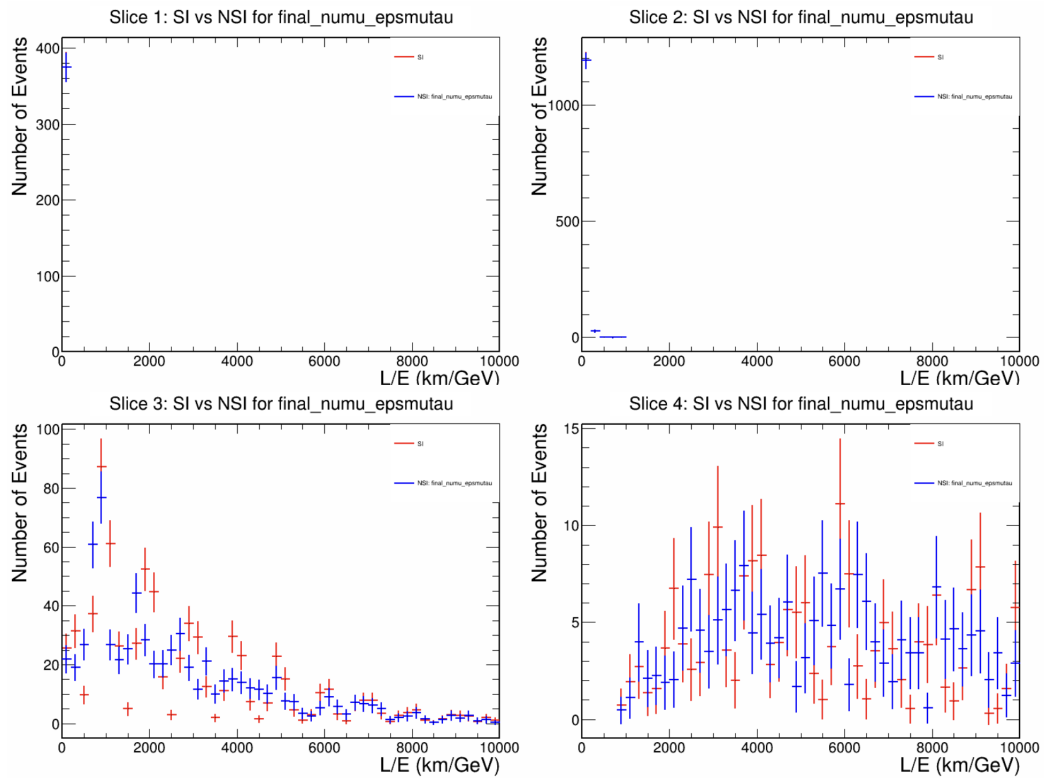 Slice 1: SI vs NSI for final_numu_epsmutau
Number of Events
400
300
200
100
0
SI
NSI: final_numu_epsmutau
0 2000 4000 6000 8000 10000
L/E (km/GeV)
Slice 2: SI vs NSI for final_numu_epsmutau
Number of Events
1000
500
0
SI
NSI: final_numu_epsmutau
0 2000 4000 6000 8000 10000
L/E (km/GeV)
Slice 3: SI vs NSI for final_numu_epsmutau
Number of Events
100
80
60
40
20
0
SI
NSI: final_numu_epsmutau
0 2000 4000 6000 8000 10000
L/E (km/GeV)
Slice 4: SI vs NSI for final_numu_epsmutau
Number of Events
15
10
5
0
SI
NSI: final_numu_epsmutau
0 2000 4000 6000 8000 10000
L/E (km/GeV)